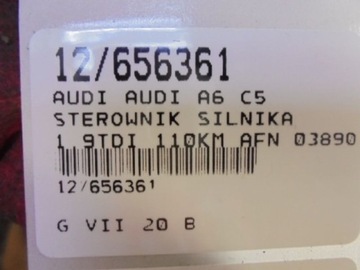 12/656361
AUDI AUDI A6 C5
STEROWNIK SILNIKA
1 9TDI 110KM AFN 03890
12/656361
G VII 20 B